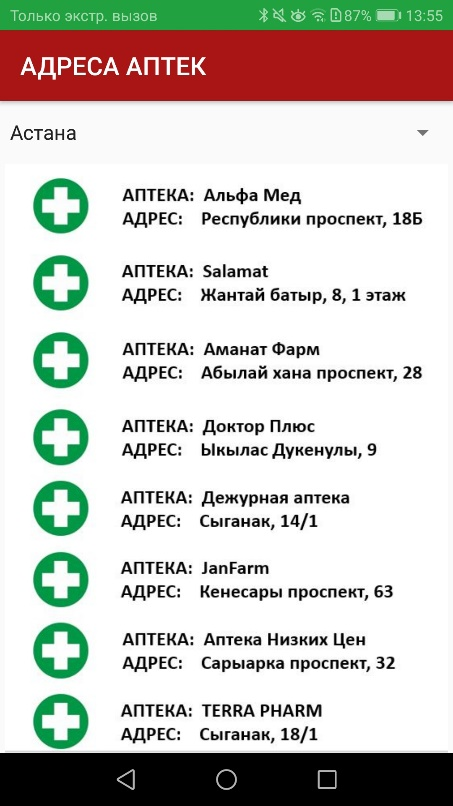 Только экстр. вызов 87% 13:55
АДРЕСА АПТЕК
Астана
АПТЕКА: Альфа Мед
АДРЕС: Республики проспект, 18Б
АПТЕКА: Salamat
АДРЕС: Жантай батыр, 8, 1 этаж
АПТЕКА: Аманат Фарм
АДРЕС: Абылай хана проспект, 28
АПТЕКА: Доктор Плюс
АДРЕС: Ыкылас Дукенулы, 9
АПТЕКА: Дежурная аптека
АДРЕС: Сыганак, 14/1
АПТЕКА: JanFarm
АДРЕС: Кенесары проспект, 63
АПТЕКА: Аптека Низких Цен
АДРЕС: Сарыарка проспект, 32
АПТЕКА: TERRA PHARM
АДРЕС: Сыганак, 18/1